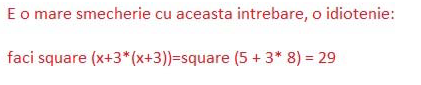 E o mare smecherie cu aceasta intrebare, o idiotenie:
faci square (x+3*(x+3))=square (5 + 3* 8) = 29